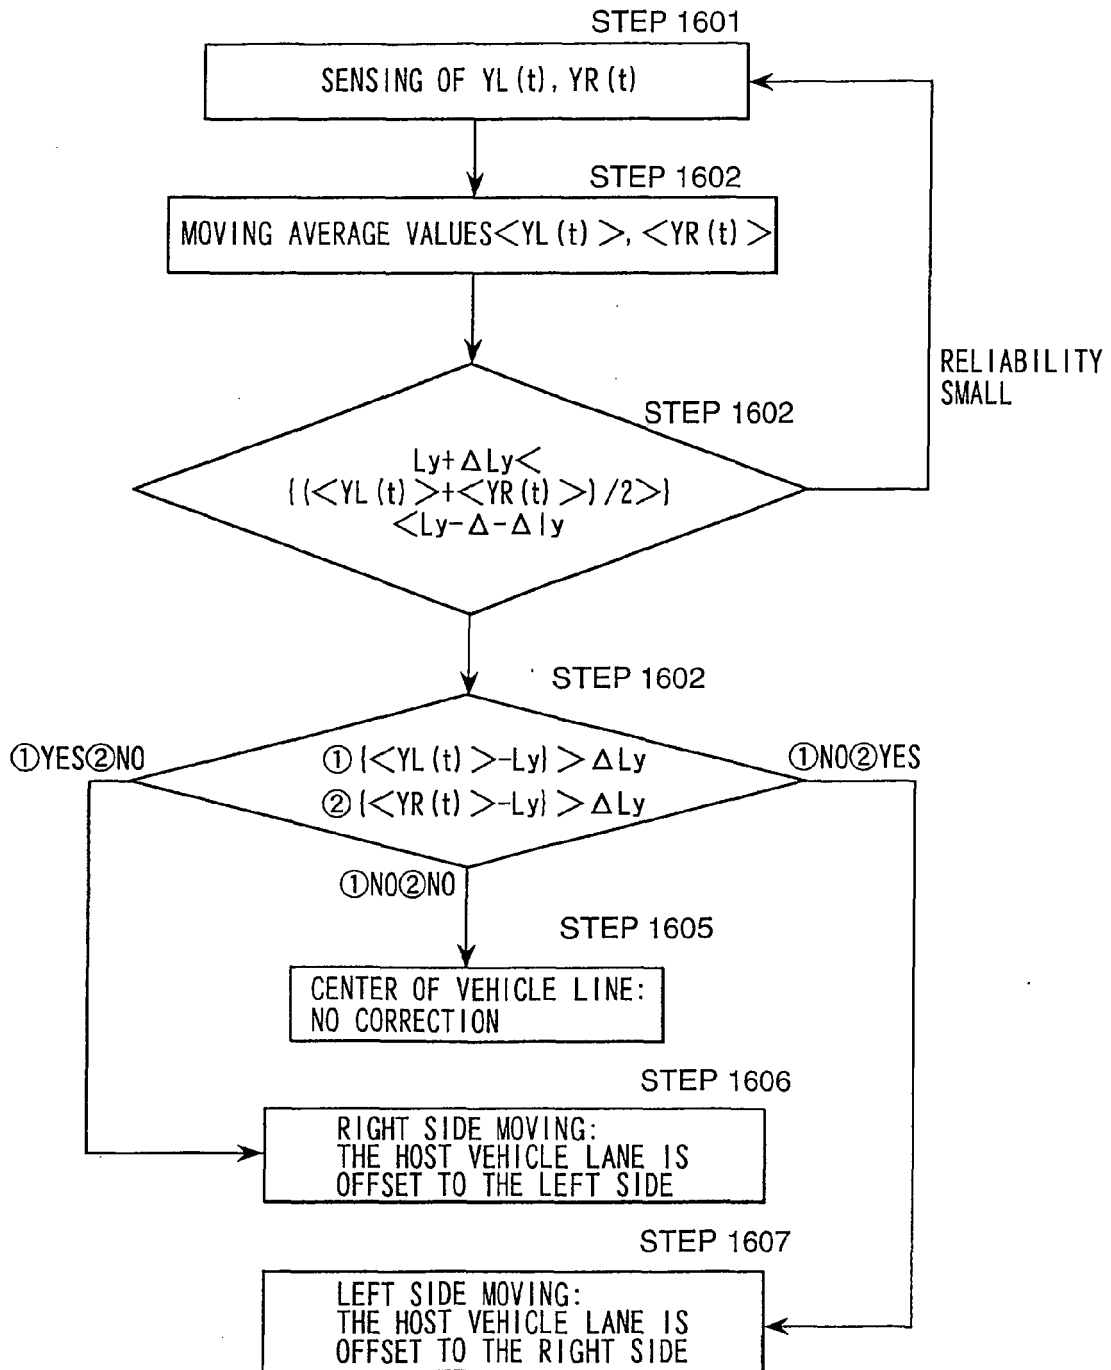 STEP 1601
SENSING OF YL(t), YR(t)
STEP 1602
MOVING AVERAGE VALUES<YL(t)>, <YR(t)>
RELIABILITY
SMALL
STEP 1602
Ly+ΔLy<
{(<YL(t)>+<YR(t)>)/2>}
<Ly-Δ-Δly
STEP 1602
①YES②NO
①{<YL(t)>-Ly}>ΔLy
②{<YR(t)>-Ly}>ΔLy
①NO②YES
①NO②NO
STEP 1605
CENTER OF VEHICLE LINE:
NO CORRECTION
STEP 1606
RIGHT SIDE MOVING:
THE HOST VEHICLE LANE IS
OFFSET TO THE LEFT SIDE
STEP 1607
LEFT SIDE MOVING:
THE HOST VEHICLE LANE IS
OFFSET TO THE RIGHT SIDE